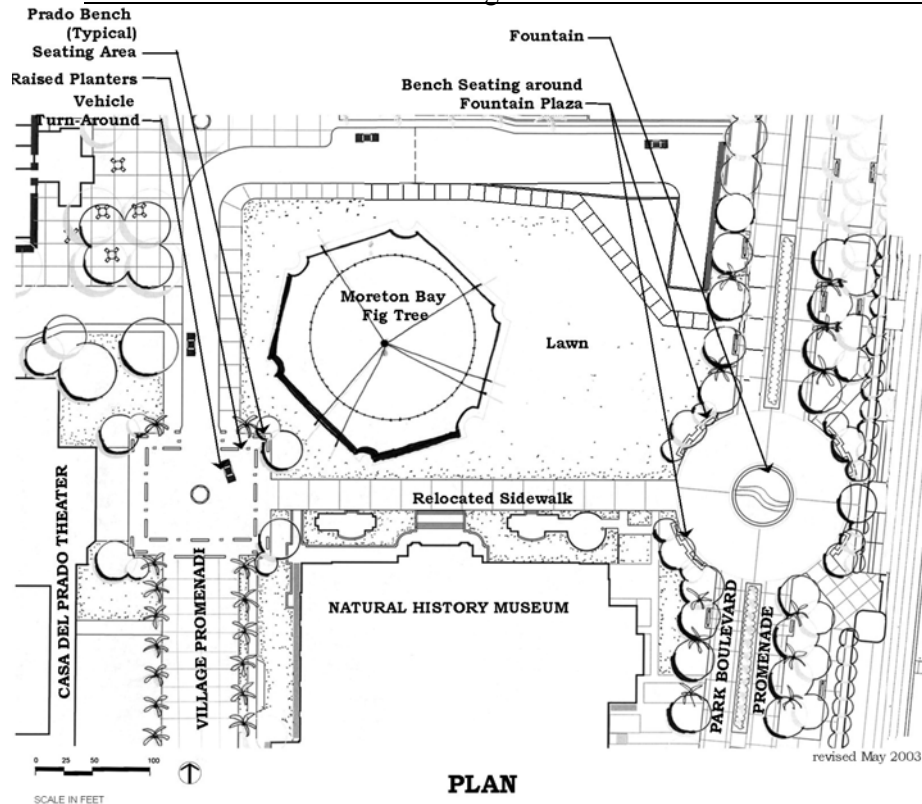 Prado Bench
(Typical)
Seating Area
Raised Planters
Vehicle
Turn-Around
Fountain
Bench Seating around
Fountain Plaza
Moreton Bay
Fig Tree
Lawn
Relocated Sidewalk
CASA DEL PRADO THEATER
VILLAGE PROMENADI
NATURAL HISTORY MUSEUM
PARK BOULEVARD
PROMENADE
revised May 2003
0 25 50 100
SCALE IN FEET
PLAN